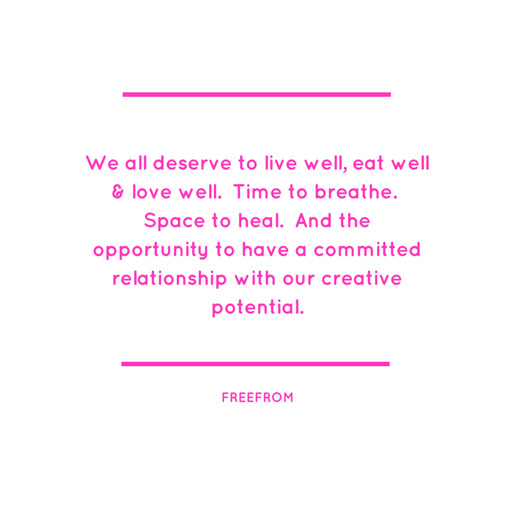 We all deserve to live well, eat well
& love well.  Time to breathe.
Space to heal.  And the
opportunity to have a committed
relationship with our creative
potential.
FREEFROM